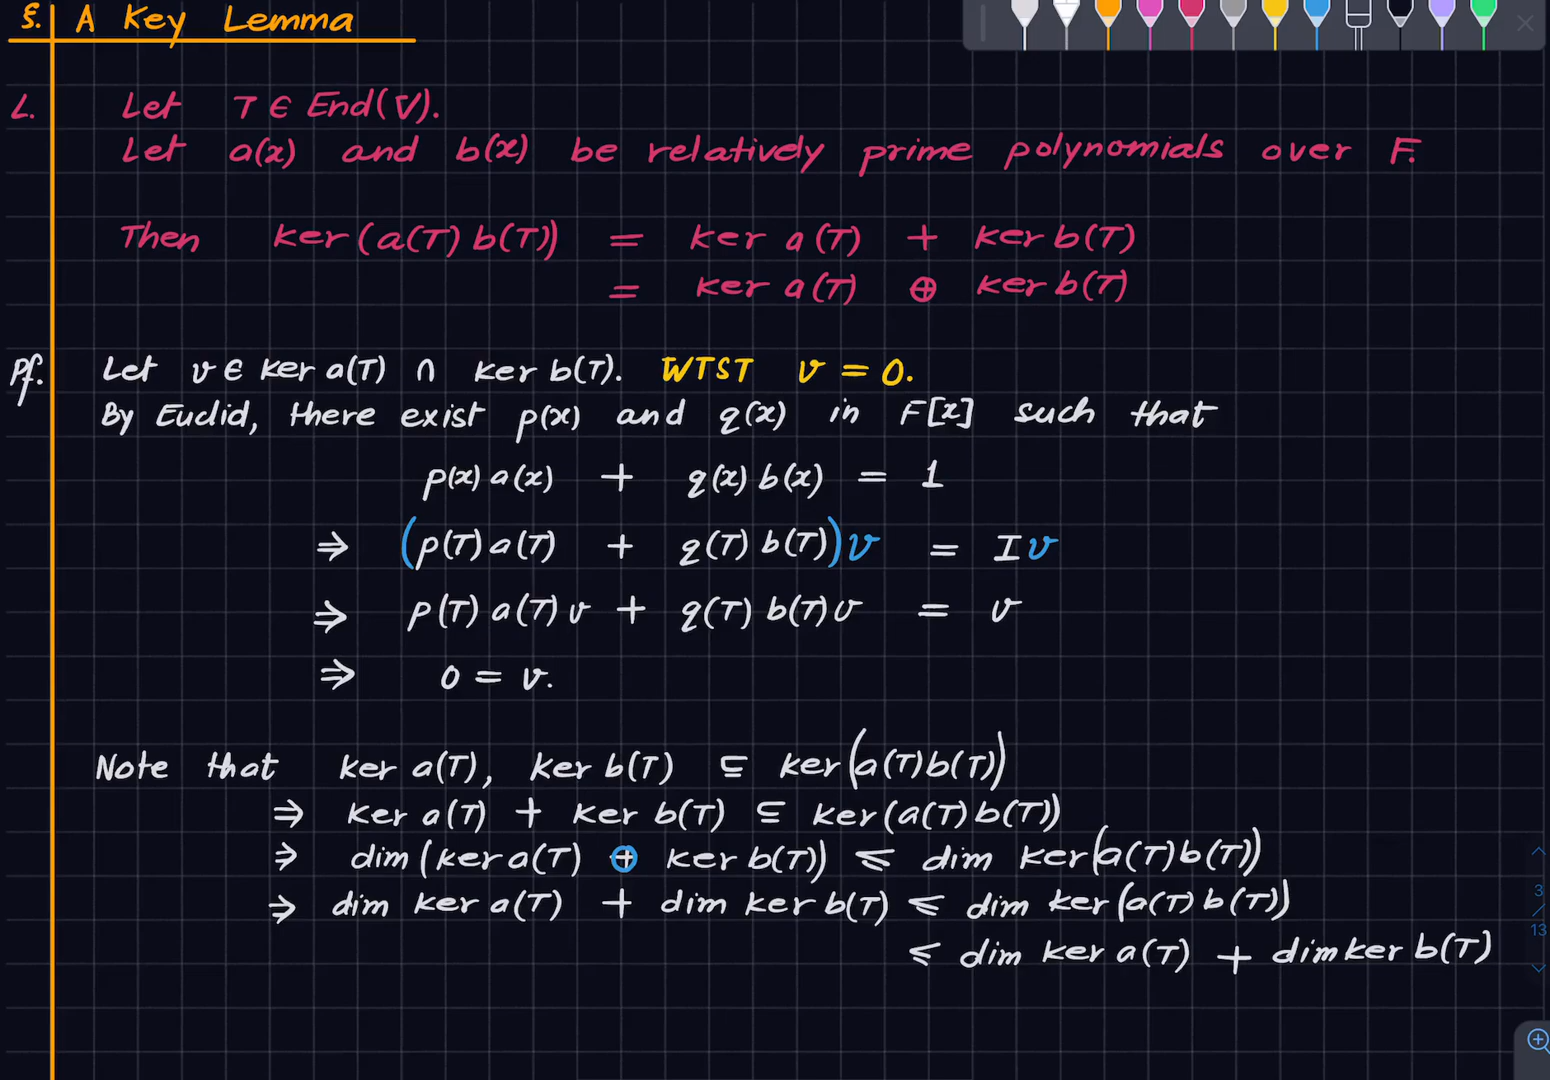 §. A Key Lemma
L. Let T ∈ End(V).
Let a(x) and b(x) be relatively prime polynomials over F.
Then ker(a(T) b(T)) = ker a(T) + ker b(T)
= ker a(T) ⊕ ker b(T)
Pf. Let v ∈ ker a(T) ∩ ker b(T). WTST v = 0.
By Euclid, there exist p(x) and q(x) in F[x] such that
p(x) a(x) + q(x) b(x) = 1
⇒ (p(T) a(T) + q(T) b(T))v = Iv
⇒ p(T) a(T) v + q(T) b(T) v = v
⇒ 0 = v.
Note that ker a(T), ker b(T) ⊆ ker(a(T)b(T))
⇒ ker a(T) + ker b(T) ⊆ ker(a(T)b(T))
⇒ dim(ker a(T) ⊕ ker b(T)) ≤ dim ker(a(T)b(T))
⇒ dim ker a(T) + dim ker b(T) ≤ dim ker(a(T)b(T))
≤ dim ker a(T) + dim ker b(T)
3
/
13